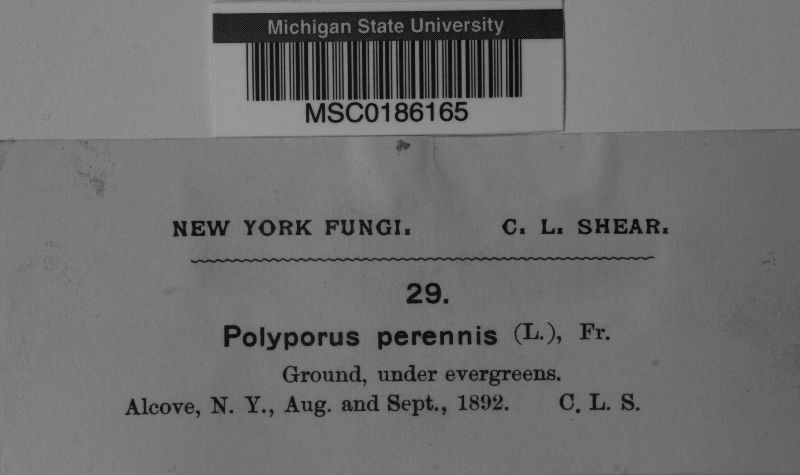 Michigan State University
MSC0186165
NEW YORK FUNGI. C. L. SHEAR.
29.
Polyporus perennis (L.), Fr.
Ground, under evergreens.
Alcove, N. Y., Aug. and Sept., 1892. C. L. S.